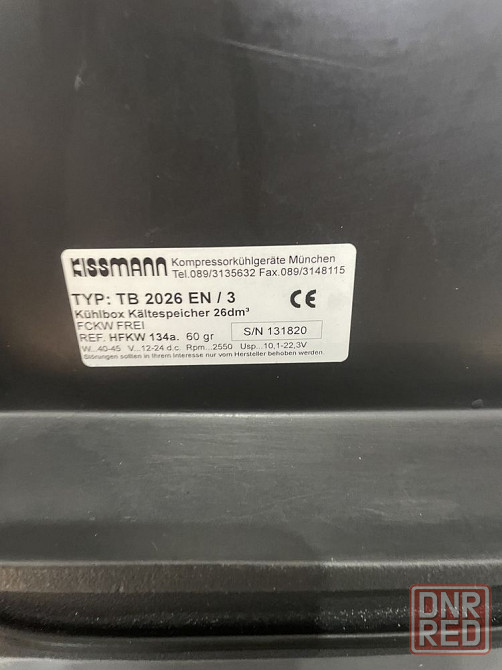 KISSMANN Kompressorkühlgeräte München
Tel.089/3135632 Fax.089/3148115
TYP: TB 2026 EN / 3 CE
Kühlbox Kältespeicher 26dm³
FCKW FREI
REF. HFKW 134a. 60 gr S/N 131820
W...40-45 V...12-24 d.c. Rpm...2550 Usp...10,1-22,3V
Störungen sollten in Ihrem Interesse nur vom Hersteller behoben werden
DNR
RED